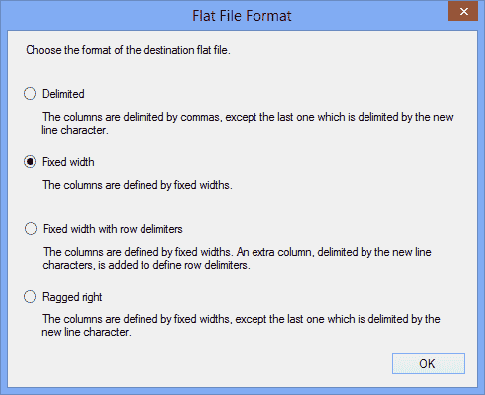 Flat File Format
Choose the format of the destination flat file.
Delimited
The columns are delimited by commas, except the last one which is delimited by the new
line character.
Fixed width
The columns are defined by fixed widths.
Fixed width with row delimiters
The columns are defined by fixed widths. An extra column, delimited by the new line
characters, is added to define row delimiters.
Ragged right
The columns are defined by fixed widths, except the last one which is delimited by the
new line character.
OK